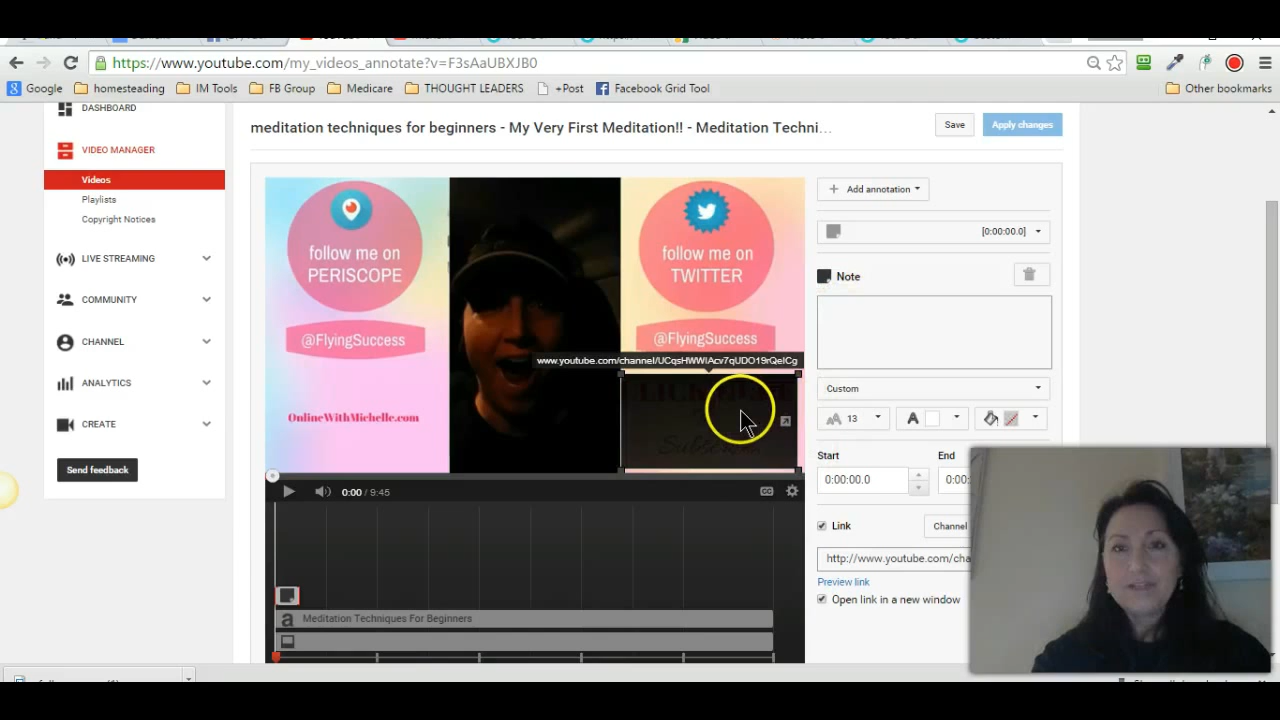 https://www.youtube.com/my_videos_annotate?v=F3sAaUBXJB0
Google homesteading IM Tools FB Group Medicare THOUGHT LEADERS +Post Facebook Grid Tool Other bookmarks
DASHBOARD
VIDEO MANAGER
Videos
Playlists
Copyright Notices
LIVE STREAMING
COMMUNITY
CHANNEL
ANALYTICS
CREATE
Send feedback
meditation techniques for beginners - My Very First Meditation!! - Meditation Techni...
Save
Apply changes
follow me on
PERISCOPE
@FlyingSuccess
OnlineWithMichelle.com
follow me on
TWITTER
@FlyingSuccess
0:00 / 9:45
a Meditation Techniques For Beginners
+ Add annotation
[0:00:00.0]
Note
Custom
AA 13 A
Start End
0:00:00.0 0:00:
Link Channel
http://www.youtube.com/cha
Preview link
Open link in a new window